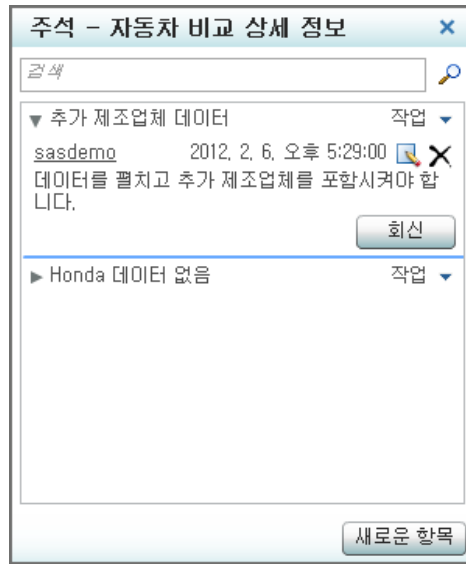 주석 - 자동차 비교 상세 정보
검색
추가 제조업체 데이터 작업
sasdemo 2012, 2, 6, 오후 5:29:00
데이터를 펼치고 추가 제조업체를 포함시켜야 합
니다,
회신
Honda 데이터 없음 작업
새로운 항목